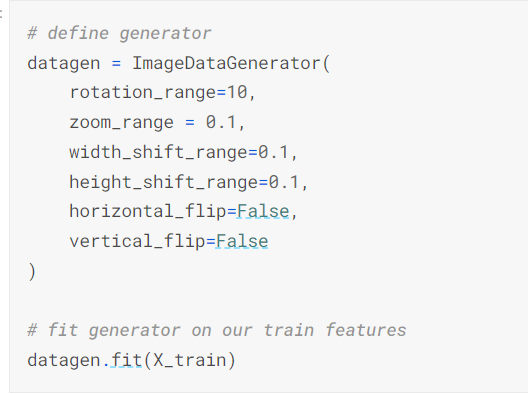 # define generator
datagen = ImageDataGenerator(
    rotation_range=10,
    zoom_range = 0.1,
    width_shift_range=0.1,
    height_shift_range=0.1,
    horizontal_flip=False,
    vertical_flip=False
)
# fit generator on our train features
datagen.fit(X_train)